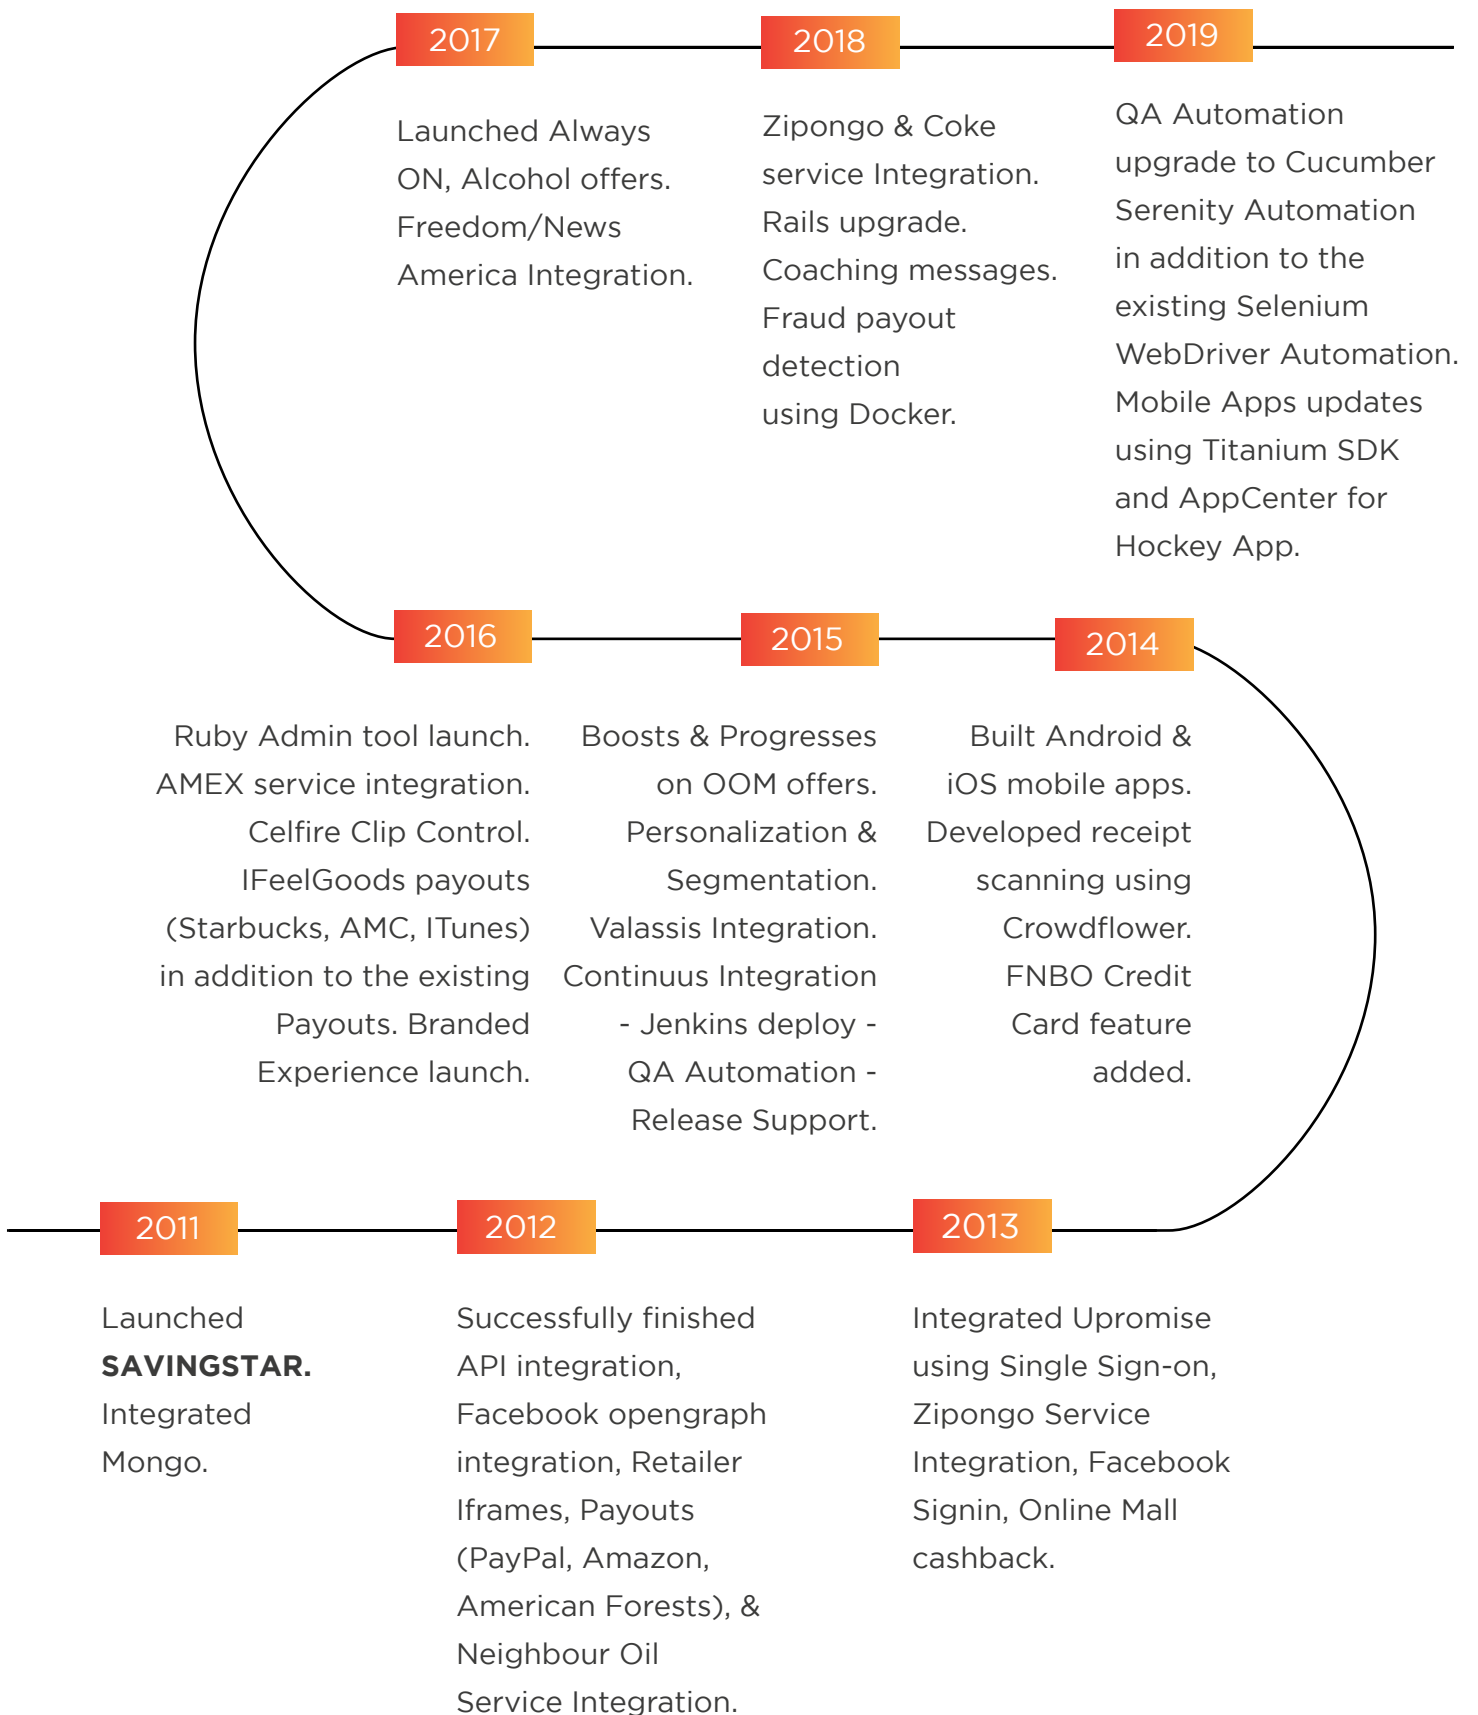 2017
Launched Always
ON, Alcohol offers.
Freedom/News
America Integration.
2018
Zipongo & Coke
service Integration.
Rails upgrade.
Coaching messages.
Fraud payout
detection
using Docker.
2019
QA Automation
upgrade to Cucumber
Serenity Automation
in addition to the
existing Selenium
WebDriver Automation.
Mobile Apps updates
using Titanium SDK
and AppCenter for
Hockey App.
2016
Ruby Admin tool launch.
AMEX service integration.
Celfire Clip Control.
IFeelGoods payouts
(Starbucks, AMC, ITunes)
in addition to the existing
Payouts. Branded
Experience launch.
2015
Boosts & Progresses
on OOM offers.
Personalization &
Segmentation.
Valassis Integration.
Continuus Integration
- Jenkins deploy -
QA Automation -
Release Support.
2014
Built Android &
iOS mobile apps.
Developed receipt
scanning using
Crowdflower.
FNBO Credit
Card feature
added.
2011
Launched
SAVINGSTAR.
Integrated
Mongo.
2012
Successfully finished
API integration,
Facebook opengraph
integration, Retailer
Iframes, Payouts
(PayPal, Amazon,
American Forests), &
Neighbour Oil
Service Integration.
2013
Integrated Upromise
using Single Sign-on,
Zipongo Service
Integration, Facebook
Signin, Online Mall
cashback.